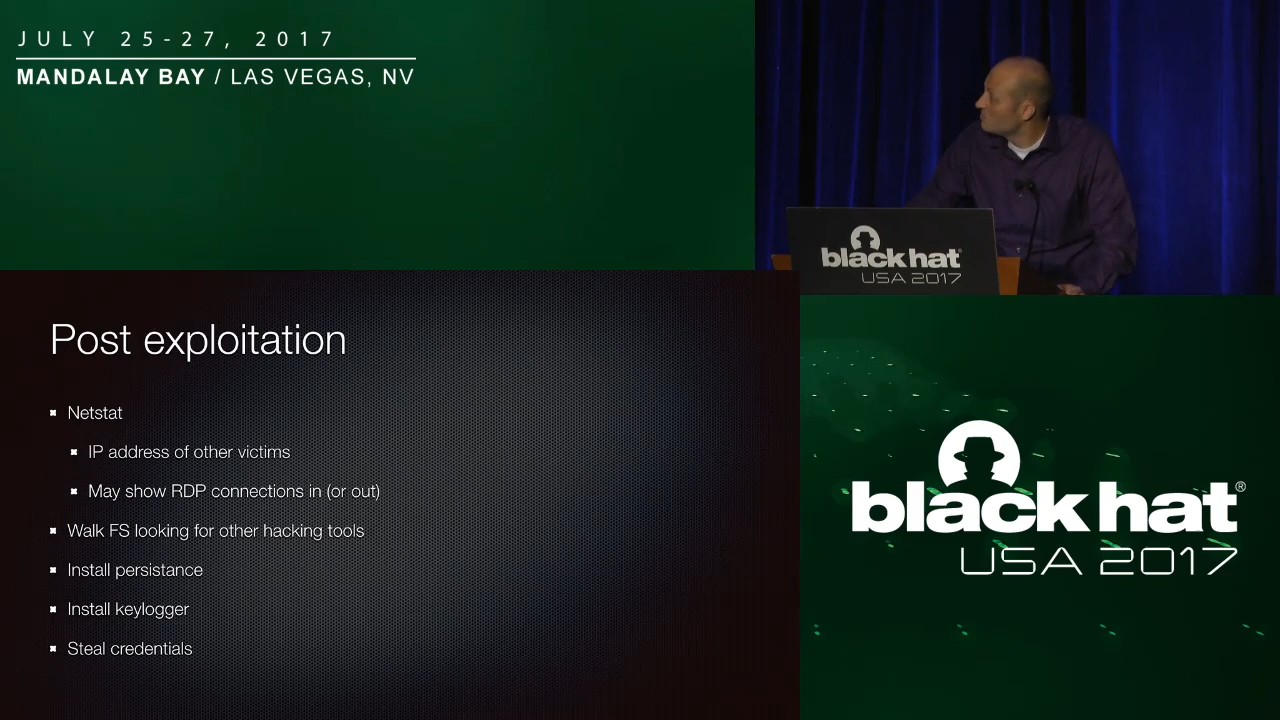 JULY 25-27, 2017
MANDALAY BAY / LAS VEGAS, NV
black hat
USA 2017
Post exploitation
Netstat
IP address of other victims
May show RDP connections in (or out)
Walk FS looking for other hacking tools
Install persistance
Install keylogger
Steal credentials
black hat®
USA 2017